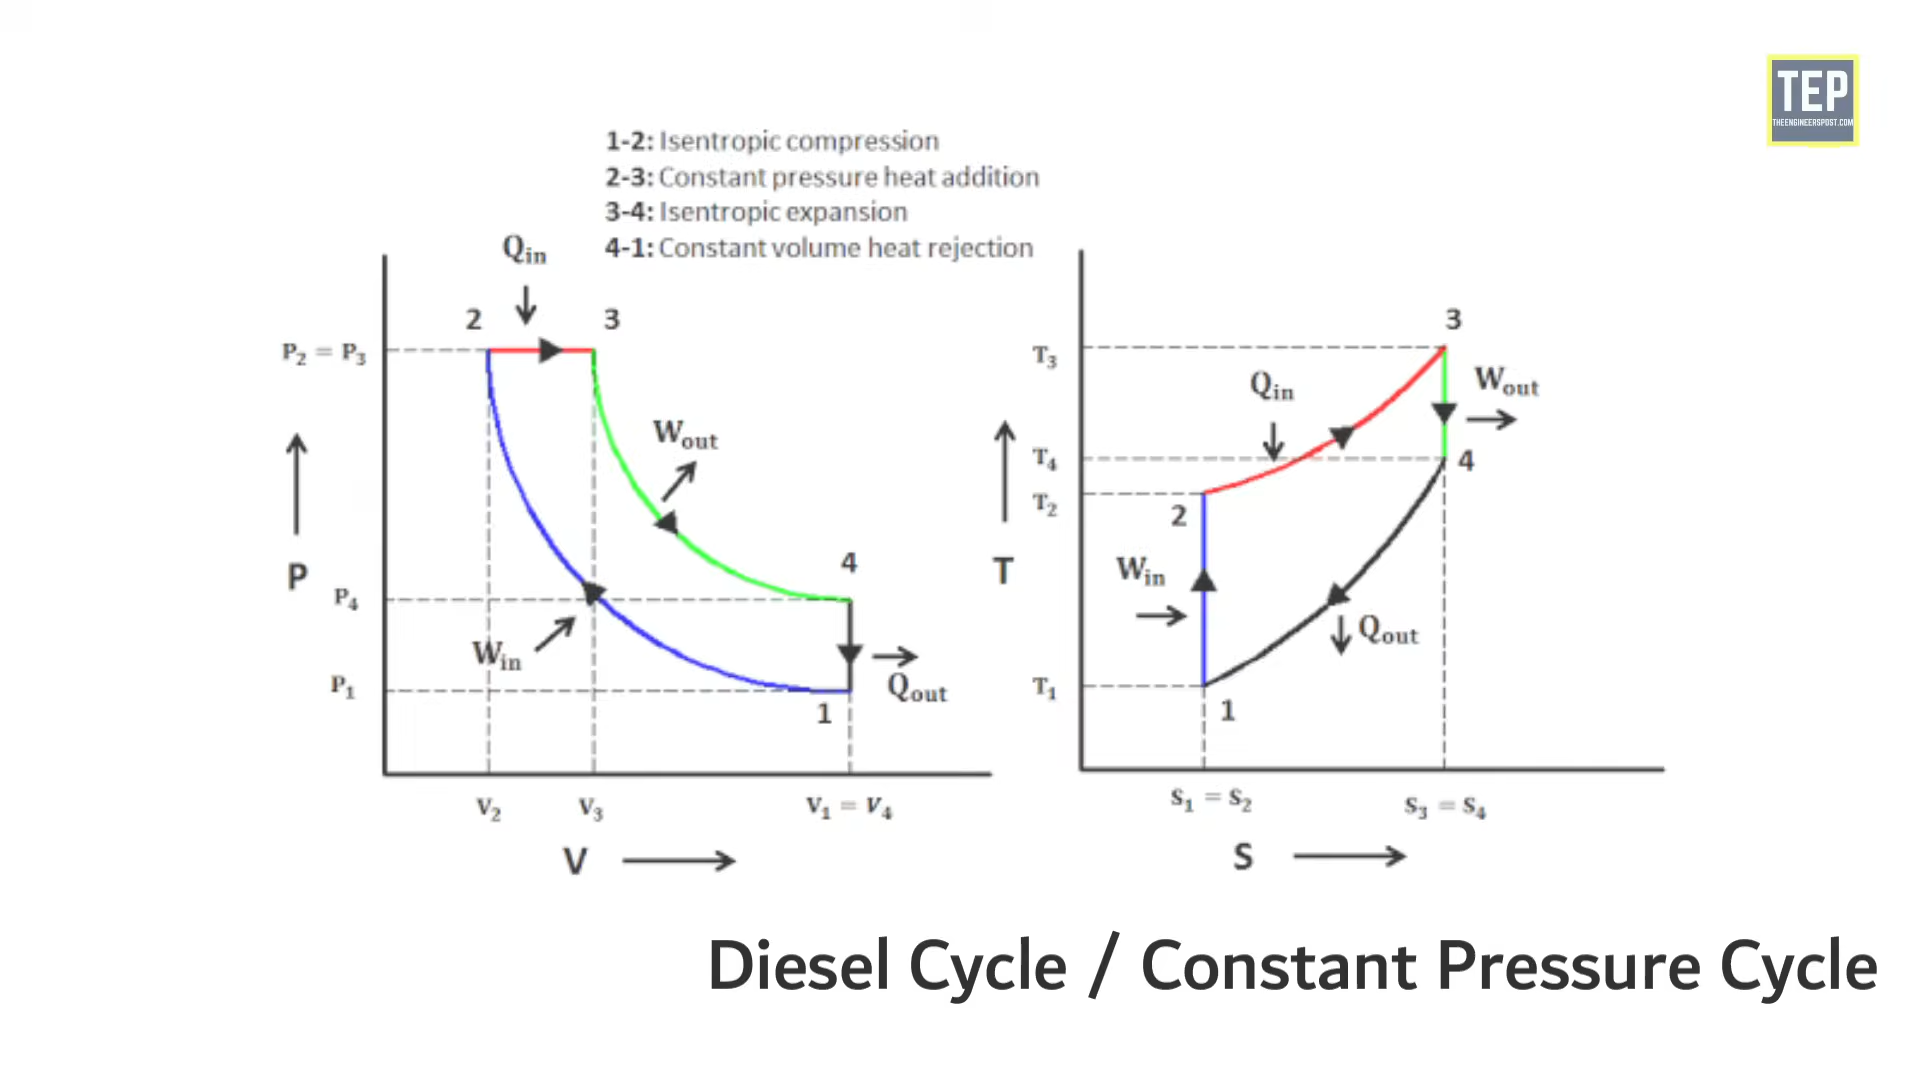 TEP
THEENGINEERSPOST.COM
1-2: Isentropic compression
2-3: Constant pressure heat addition
3-4: Isentropic expansion
4-1: Constant volume heat rejection
Qin
2
3
P2 = P3
Wout
P
P4
4
Win
P1
1
Qout
V2
V3
V1 = V4
V
3
T3
Qin
Wout
T4
4
T2
2
T
Win
Qout
T1
1
S1 = S2
S3 = S4
S
Diesel Cycle / Constant Pressure Cycle